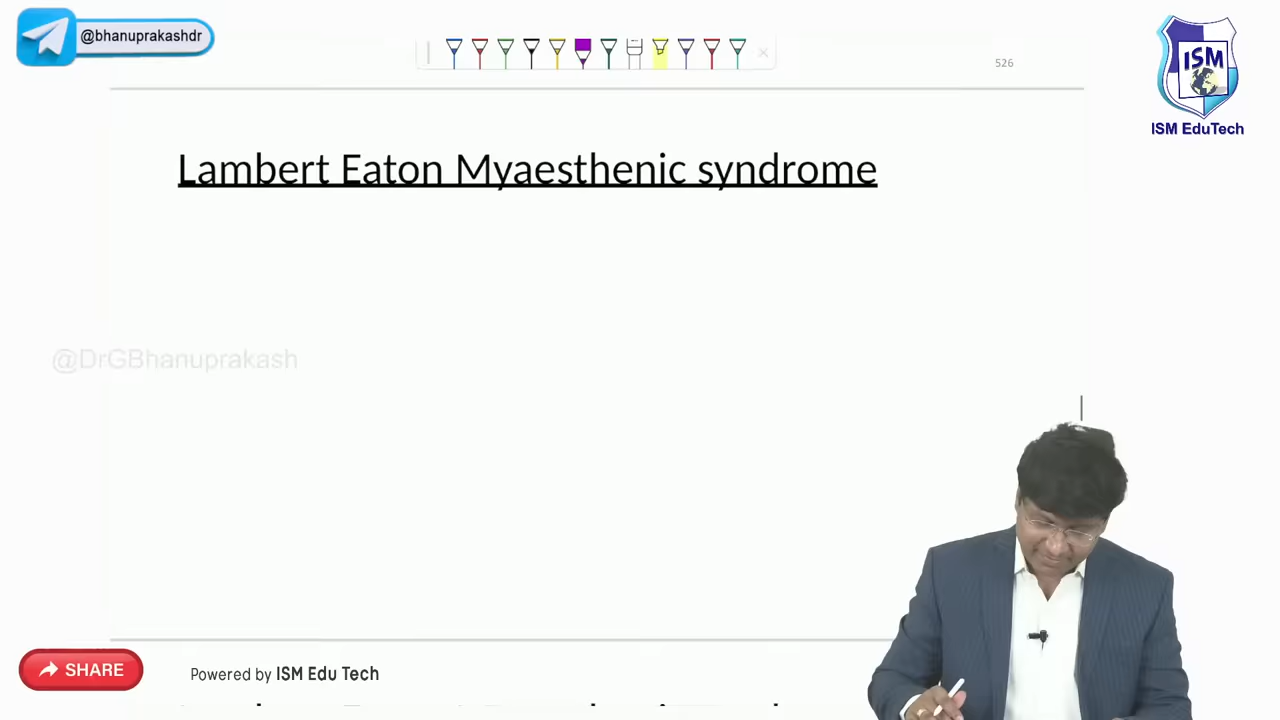 @bhanuprakashdr
526
ISM
ISM EduTech
Lambert Eaton Myaesthenic syndrome
@DrGBhanuprakash
SHARE
Powered by ISM Edu Tech